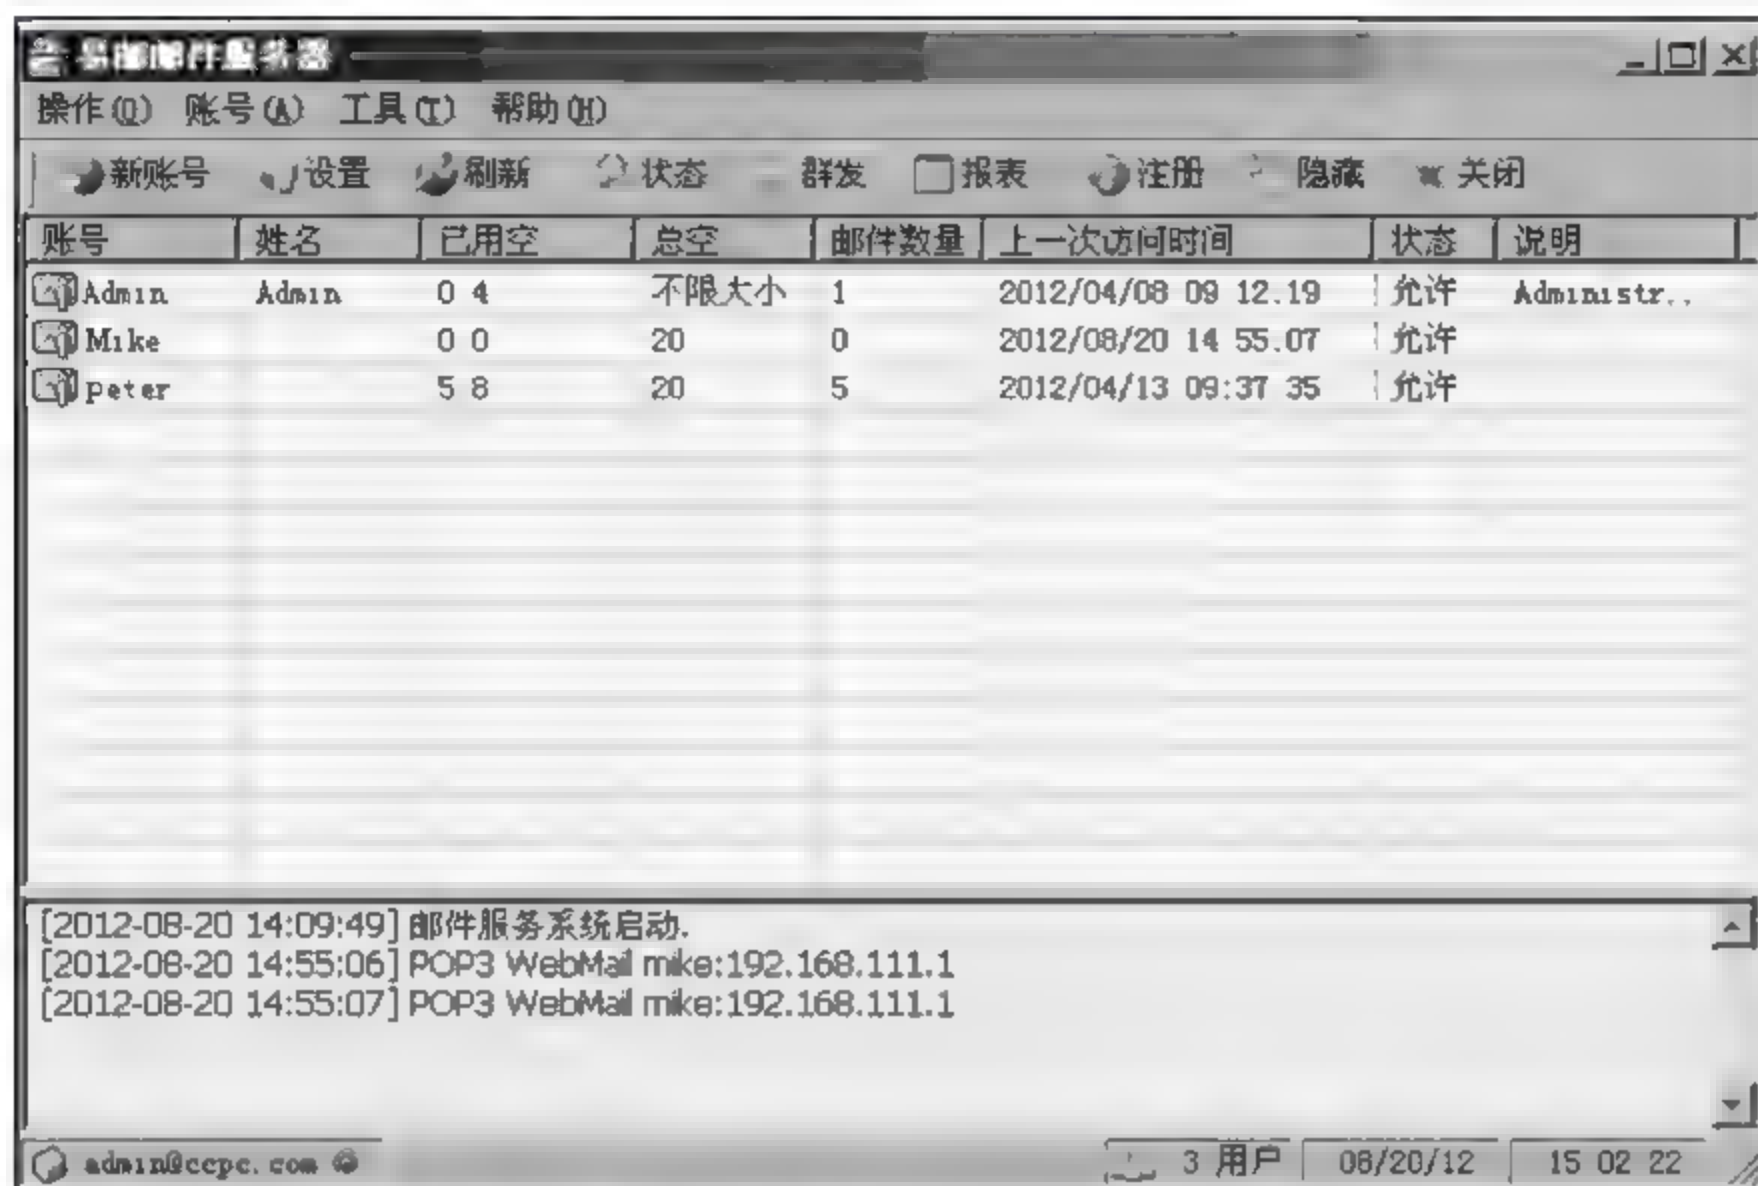 易邮邮件服务器
操作(O) 账号(A) 工具(T) 帮助(H)
新账号 设置 刷新 状态 群发 报表 注册 隐藏 关闭
账号 姓名 已用空 总空 邮件数量 上一次访问时间 状态 说明
Admin Admin 0.4 不限大小 1 2012/04/08 09:12:19 允许 Administr..
Mike 0.0 20 0 2012/08/20 14:55:07 允许
peter 5.8 20 5 2012/04/13 09:37:35 允许
[2012-08-20 14:09:49] 邮件服务系统启动.
[2012-08-20 14:55:06] POP3 WebMail mike:192.168.111.1
[2012-08-20 14:55:07] POP3 WebMail mike:192.168.111.1
admin@ccpc.com 3 用户 08/20/12 15:02:22